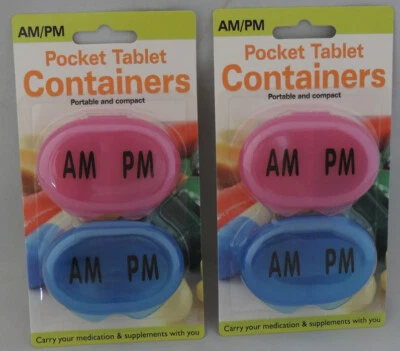 AM/PM
Pocket Tablet
Containers
Portable and compact
AM PM
AM PM
Carry your medication & supplements with you
AM/PM
Pocket Tablet
Containers
Portable and compact
AM PM
AM PM
Carry your medication & supplements with you